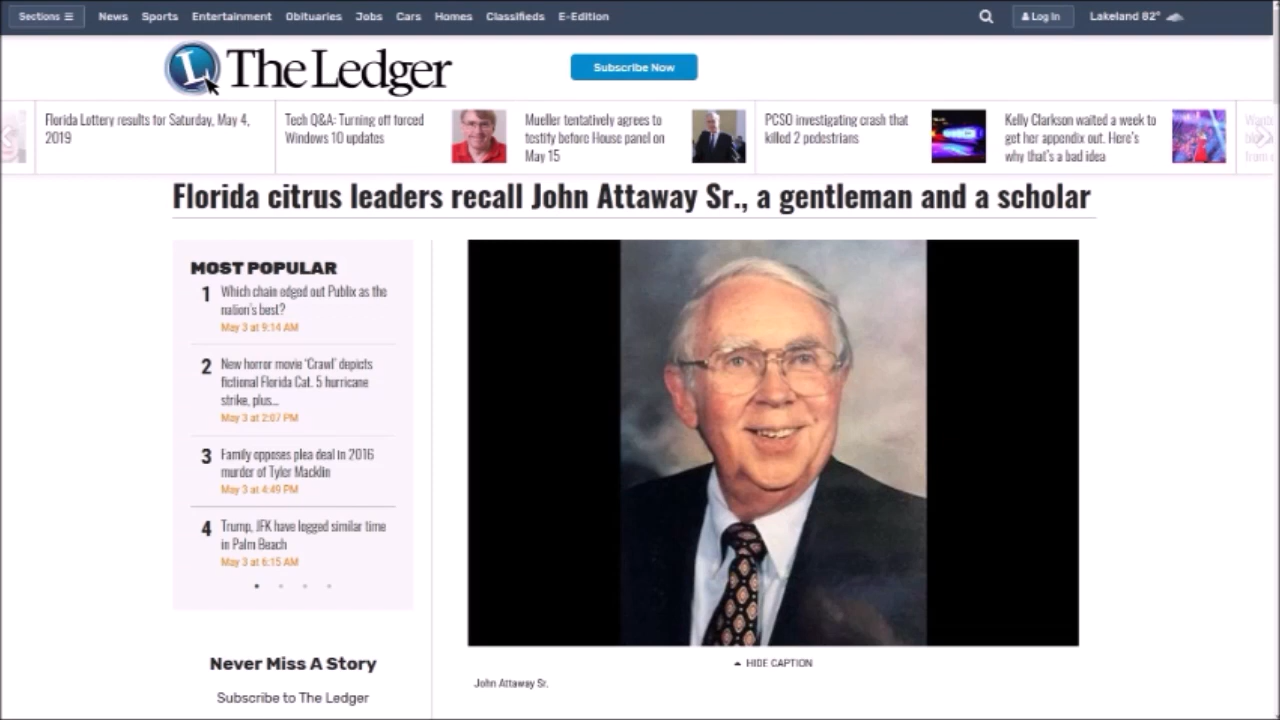 Sections ☰ News Sports Entertainment Obituaries Jobs Cars Homes Classifieds E-Edition Log In Lakeland 82°
The Ledger
Subscribe Now
Florida Lottery results for Saturday, May 4,
2019
Tech Q&A: Turning off forced
Windows 10 updates
Mueller tentatively agrees to
testify before House panel on
May 15
PCSO investigating crash that
killed 2 pedestrians
Kelly Clarkson waited a week to
get her appendix out. Here's
why that's a bad idea
Florida citrus leaders recall John Attaway Sr., a gentleman and a scholar
MOST POPULAR
1 Which chain edged out Publix as the
nation's best?
May 3 at 9:14 AM
2 New horror movie 'Crawl' depicts
fictional Florida Cat. 5 hurricane
strike, plus...
May 3 at 2:07 PM
3 Family opposes plea deal in 2016
murder of Tyler Macklin
May 3 at 4:49 PM
4 Trump, JFK have logged similar time
in Palm Beach
May 3 at 6:15 AM
HIDE CAPTION
John Attaway Sr.
Never Miss A Story
Subscribe to The Ledger